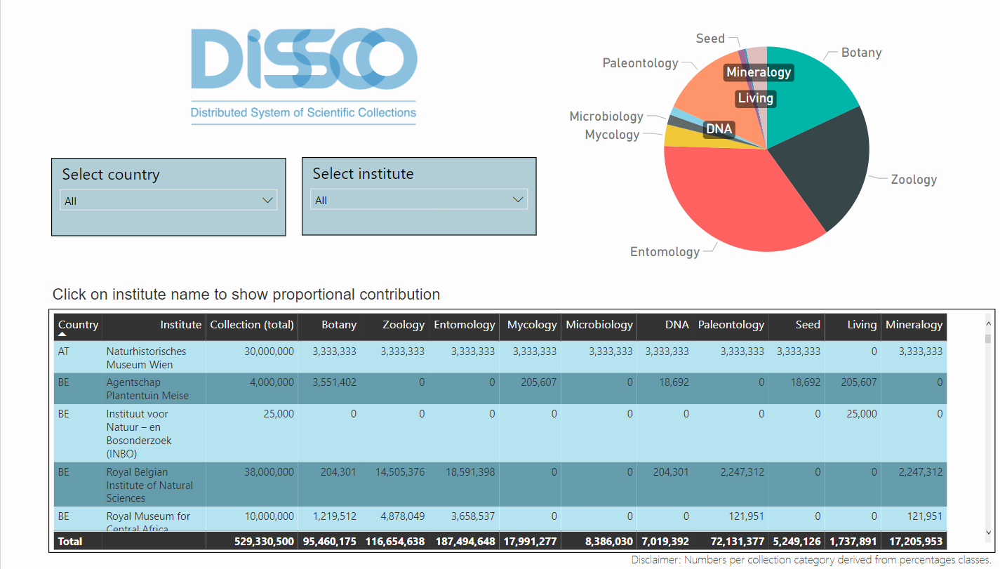 DiSSCo
Distributed System of Scientific Collections
Seed
Botany
Paleontology
Mineralogy
Living
Microbiology
DNA
Mycology
Zoology
Entomology
Select country
All
Select institute
All
Click on institute name to show proportional contribution
Country Institute Collection (total) Botany Zoology Entomology Mycology Microbiology DNA Paleontology Seed Living Mineralogy
AT Naturhistorisches 30,000,000 3,333,333 3,333,333 3,333,333 3,333,333 3,333,333 3,333,333 3,333,333 3,333,333 0 3,333,333
Museum Wien
BE Agentschap 4,000,000 3,551,402 0 0 205,607 0 18,692 0 18,692 205,607 0
Plantentuin Meise
BE Instituut voor 25,000 0 0 0 0 0 0 0 0 25,000 0
Natuur – en
Bosonderzoek
(INBO)
BE Royal Belgian 38,000,000 204,301 14,505,376 18,591,398 0 0 204,301 2,247,312 0 0 2,247,312
Institute of Natural
Sciences
BE Royal Museum for 10,000,000 1,219,512 4,878,049 3,658,537 0 0 0 121,951 0 0 121,951
Central Africa
Total 529,330,500 95,460,175 116,654,638 187,494,648 17,991,277 8,386,030 7,019,392 72,131,377 5,249,126 1,737,891 17,205,953
Disclaimer: Numbers per collection category derived from percentages classes.